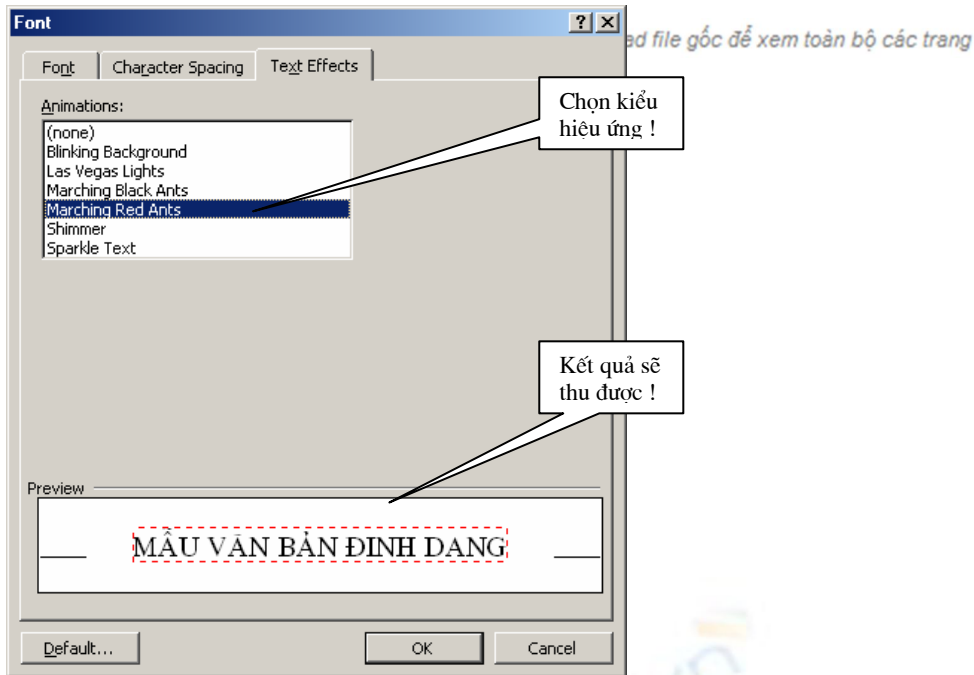 Font
ad file gốc để xem toàn bộ các trang
Font Character Spacing Text Effects
Animations:
Chọn kiểu
hiệu ứng !
(none)
Blinking Background
Las Vegas Lights
Marching Black Ants
Marching Red Ants
Shimmer
Sparkle Text
Kết quả sẽ
thu được !
Preview
MẪU VĂN BẢN ĐINH DANG
Default... OK Cancel